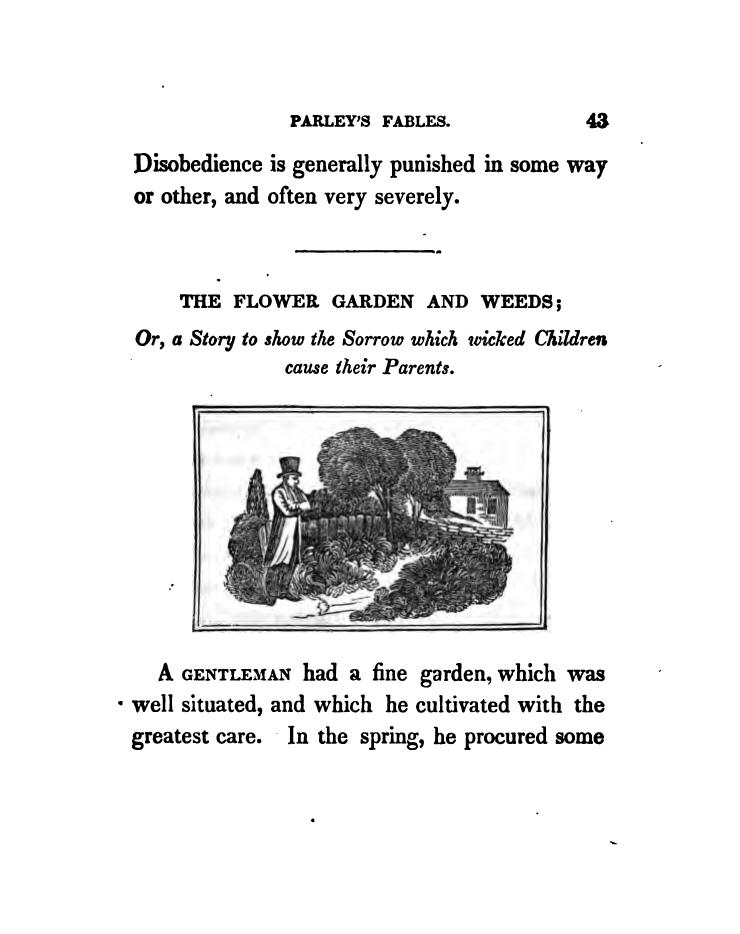 PARLEY'S FABLES. 43
Disobedience is generally punished in some way
or other, and often very severely.
THE FLOWER GARDEN AND WEEDS;
Or, a Story to show the Sorrow which wicked Children
cause their Parents.
A GENTLEMAN had a fine garden, which was
well situated, and which he cultivated with the
greatest care. In the spring, he procured some